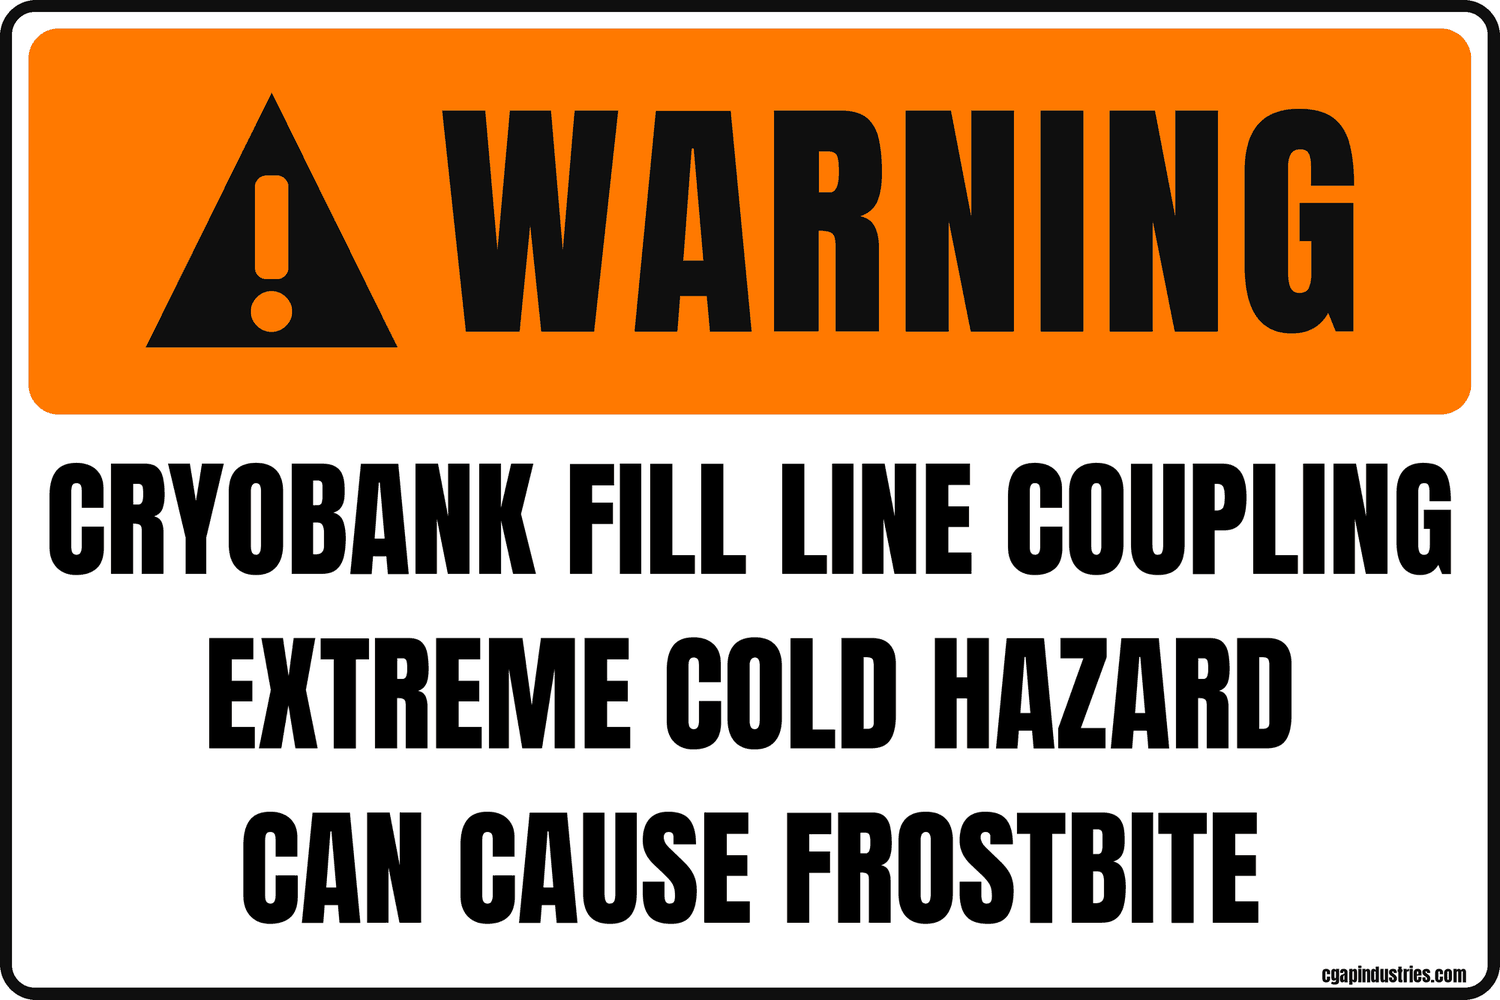 WARNING
CRYOBANK FILL LINE COUPLING
EXTREME COLD HAZARD
CAN CAUSE FROSTBITE
cgapindustries.com